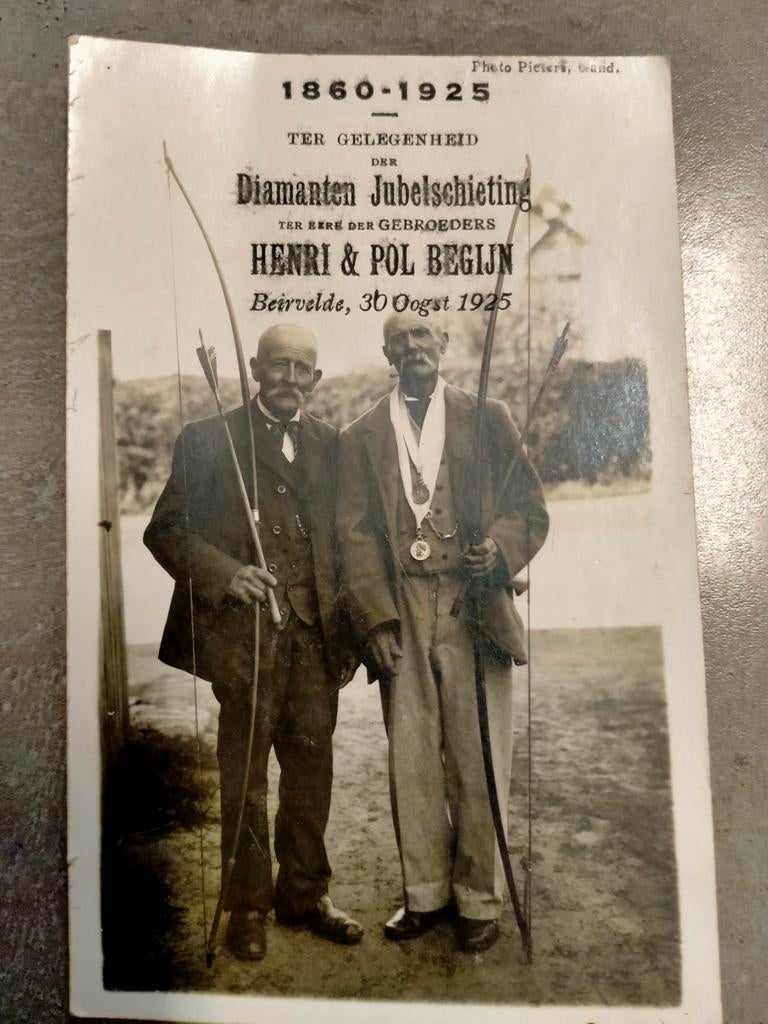 Photo Pieters, Gand.
1860-1925
TER GELEGENHEID
DER
Diamanten Jubelschieting
TER EERE DER GEBROEDERS
HENRI & POL BEGIJN
Beirvelde, 30 Oogst 1925